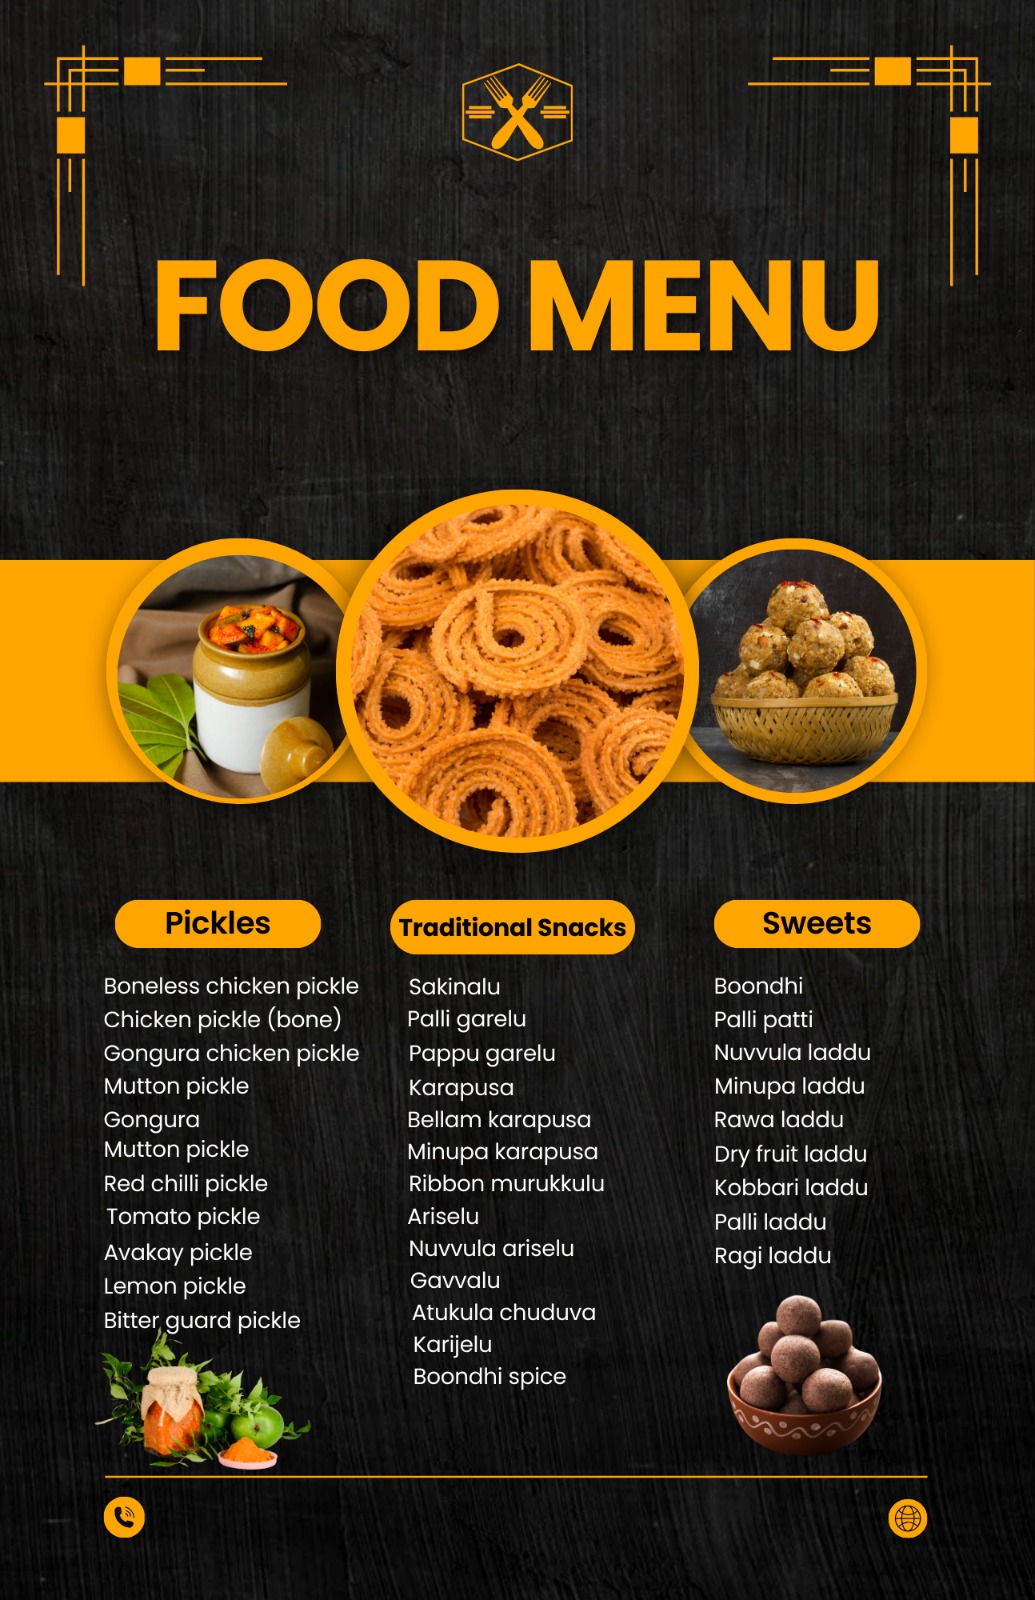 FOOD MENU
Pickles
Boneless chicken pickle
Chicken pickle (bone)
Gongura chicken pickle
Mutton pickle
Gongura
Mutton pickle
Red chilli pickle
Tomato pickle
Avakay pickle
Lemon pickle
Bitter guard pickle
Traditional Snacks
Sakinalu
Palli garelu
Pappu garelu
Karapusa
Bellam karapusa
Minupa karapusa
Ribbon murukkulu
Ariselu
Nuvvula ariselu
Gavvalu
Atukula chuduva
Karijelu
Boondhi spice
Sweets
Boondhi
Palli patti
Nuvvula laddu
Minupa laddu
Rawa laddu
Dry fruit laddu
Kobbari laddu
Palli laddu
Ragi laddu